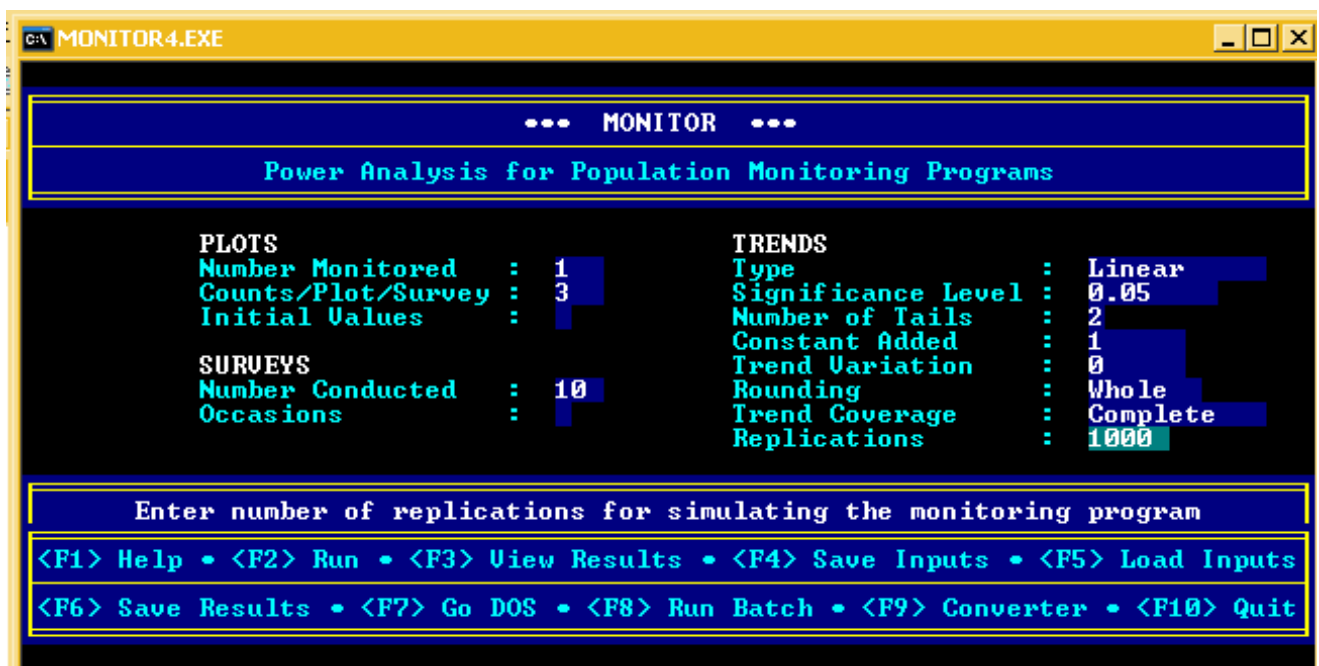 C:\ MONITOR4.EXE
••• MONITOR •••
Power Analysis for Population Monitoring Programs
PLOTS
Number Monitored : 1
Counts/Plot/Survey : 3
Initial Values :
SURVEYS
Number Conducted : 10
Occasions :
TRENDS
Type : Linear
Significance Level : 0.05
Number of Tails : 2
Constant Added : 1
Trend Variation : 0
Rounding : Whole
Trend Coverage : Complete
Replications : 1000
Enter number of replications for simulating the monitoring program
<F1> Help • <F2> Run • <F3> View Results • <F4> Save Inputs • <F5> Load Inputs
<F6> Save Results • <F7> Go DOS • <F8> Run Batch • <F9> Converter • <F10> Quit